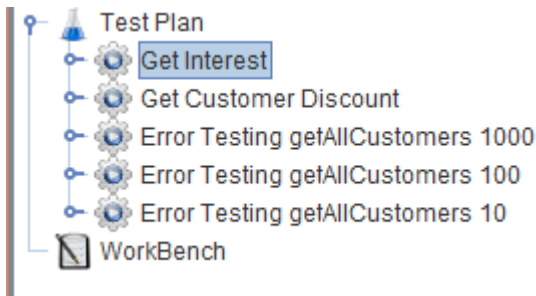 Test Plan
Get Interest
Get Customer Discount
Error Testing getAllCustomers 1000
Error Testing getAllCustomers 100
Error Testing getAllCustomers 10
WorkBench